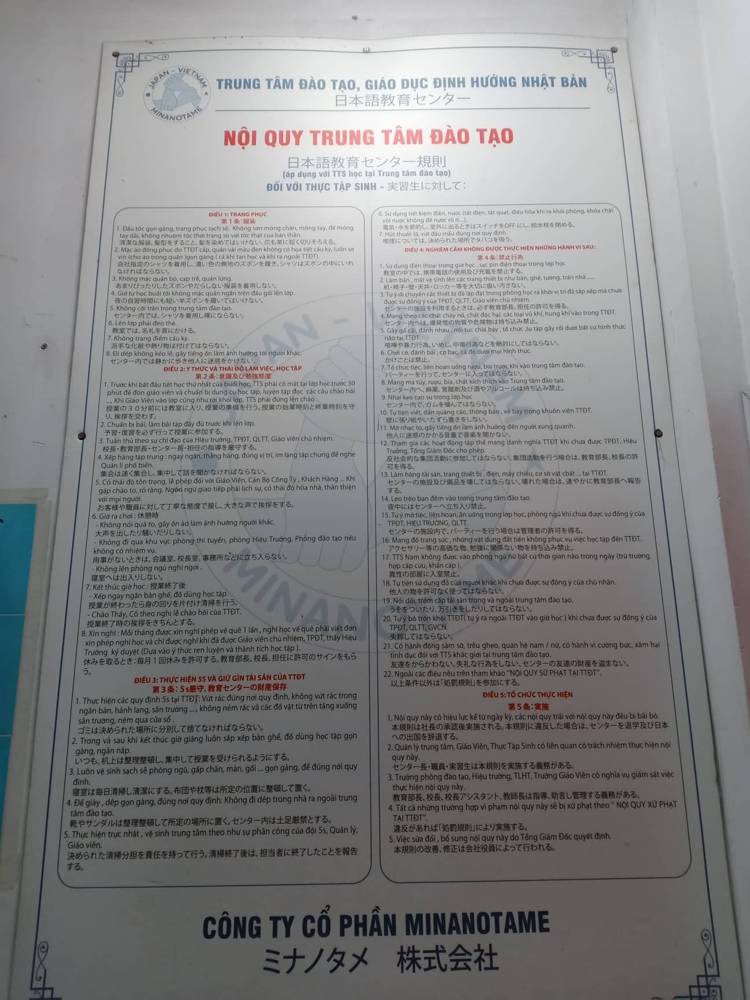 JAPAN - VIETNAM
MINANOTAME
TRUNG TÂM ĐÀO TẠO, GIÁO DỤC ĐỊNH HƯỚNG NHẬT BẢN
日本語教育センター
NỘI QUY TRUNG TÂM ĐÀO TẠO
日本語教育センター規則
(áp dụng với TTS học tại Trung tâm đào tạo)
ĐỐI VỚI THỰC TẬP SINH - 実習生に対して:
ĐIỀU 1: TRANG PHỤC
第1条:服装
1. Đầu tóc gọn gàng, trang phục sạch sẽ. Không sơn móng chân, móng tay, để móng
tay dài, không nhuộm tóc thời trang so với tóc thật của bản thân.
清潔な服装、髪型をすること、髪を染めてはいけない、爪も常に短く切りそろえる。
2. Mặc áo đồng phục do TTĐT cấp, quần vải màu đen không có họa tiết cầu kỳ, luôn sơ
vin (cho áo trong quần )gọn gàng ( cả khi tan học và khi ra ngoài TTĐT).
会社指定のシャツを着用し、濃い色の無地のズボンを履き、シャツはズボンの中にいれ
なければならない。
3. Không mặc quần bó, cạp trễ, quần lửng.
あまりぴったりしたズボンやだらしない服装を着用しない。
4. Giờ tự học buổi tối không mặc quần ngắn trên đầu gối lên lớp.
夜の自習時間にも短い半ズボンを履いてはいけない。
5. Không cởi trần trong trung tâm đào tạo.
センター内では、シャツを着用し裸にならない。
6. Lên lớp phải đeo thẻ.
教室では、名札を首にかける。
7. Không trang điểm cầu kỳ.
派手な化粧や飾り物は付けてはならない。
8. Đi dép không kéo lê, gây tiếng ồn làm ảnh hưởng tới người khác.
センター内では静かに歩き他人に迷惑をかけない。
ĐIỀU 2: Ý THỨC VÀ THÁI ĐỘ LÀM VIỆC, HỌC TẬP
第2条:意識及び勉強態度
1. Trước khi bắt đầu tiết học thứ nhất của buổi học, TTS phải có mặt tại lớp học trước 30
phút để đón giáo viên và chuẩn bị dụng cụ học tập, luyện tập đọc các câu chào hỏi
..., Khi Giáo Viên vào lớp cũng như rời khỏi lớp, TTS phải đứng lên chào .
授業の30分前には教室に入り、授業の準備を行う。授業の始業時刻と終業時刻を守
り、挨拶を交わす。
2. Chuẩn bị bài, làm bài tập đầy đủ trước khi lên lớp.
予習・復習を必ず行って授業に参加する。
3. Tuân thủ theo sự chỉ đạo của Hiệu trưởng, TPĐT, QLTT, Giáo viên chủ nhiệm.
校長・教育部長・センター長・担任の指導を厳守する。
4. Xếp hàng tập trung : ngay ngắn, thẳng hàng, đúng vị trí, im lặng tập chung để nghe
Quản lí phổ biến.
集会は速く集合し、集中して話を聞かなければならない。
5. Có thái độ tôn trọng, lễ phép đối với Giáo Viên, Cán Bộ Công Ty , Khách Hàng ... Khi
gặp chào to, rõ ràng. Ngôn ngữ giao tiếp phải lịch sự, có thái độ hòa nhã, thân thiện
với mọi người.
お客様や職員に対して丁寧な態度で接し、大きな声で挨拶をする。
6. Giờ ra chơi : 休憩時
- Không nói quá to, gây ồn ào làm ảnh hưởng người khác.
大声を出したり騒いだりしない。
- Không đi qua khu vực phòng thi tuyển, phòng Hiệu Trưởng, Phòng đào tạo nếu
không có nhiệm vụ.
用事がないときは、会議室、校長室、事務所などに立ち入らない。
- Không lên phòng ngủ nghỉ ngơi .
寝室へは出入りしない。
7. Kết thúc giờ học : 授業終了後
- Xếp ngay ngắn bàn ghế, đồ dùng học tập.
授業が終わったら身の回りを片付け清掃を行う。
- Chào Thầy, Cô theo nghi lễ chào hỏi của TTĐT.
授業終了時の挨拶をきちんとする。
8. Xin nghỉ : Mỗi tháng được xin nghỉ phép về quê 1 lần , nghỉ học về quê phải viết đơn
xin phép nghỉ học và chỉ được nghỉ khi đã được Giáo viên chủ nhiệm, TPĐT, thầy Hiệu
Trưởng ký duyệt (Dựa vào ý thức ren luyện và thành tích học tập ).
休みを取るとき:毎月1回休みを許可する。教育部長、校長、担任に許可のサインをもら
う。
ĐIỀU 3: THỰC HIỆN 5S VÀ GIỮ GÌN TÀI SẢN CỦA TTĐT
第3条:5s厳守、教育センターの財産保存
1. Thực hiện các quy định 5s tại TTĐT: Vứt rác đúng nơi quy định, không vứt rác trong
ngăn bàn, hành lang, sân trường ...., không ném rác và các đồ vật từ trên tầng xuống
sân trường, ném qua cửa sổ .
ゴミは決められた場所に分別して捨てなければならない。
2. Trong và sau khi kết thúc giờ giảng luôn sắp xếp bàn ghế, đồ dùng học tập gọn
gàng, ngăn nắp.
いつも、机上は整理整頓し、集中して授業を受けられるようにする。
3. Luôn vệ sinh sạch sẽ phòng ngủ, gấp chăn, màn, gối ... gọn gàng, để đúng nới quy
đinh.
寝室は毎日清掃し清潔にする。布団や枕等は所定の位置に整頓して置く。
4. Để giày , dép gọn gàng, đúng nơi quy định. Không đi dép trong nhà ra ngoài trung
tâm đào tạo.
靴やサンダルは整理整頓して所定の場所に置く。センター内は土足厳禁とする。
5. Thực hiện trực nhật , vệ sinh trung tâm theo như sự phân công của đội 5s, Quản lý,
Giáo viên.
決められた清掃分担を責任を持って行う。清掃終了後は、担当者に終了したことを報告
する。
6. Sử dụng tiết kiệm điện, nước (tắt điện, tắt quạt, điều hòa khi ra khỏi phòng, khóa chặt
vòi nước không để nước rò rỉ....).
電気・水を節約し、室外に出るときはスイッチをOFFにし、給水栓を閉める。
7. Hút thuốc lá, vứt đầu mẩu đúng nơi quy định.
喫煙については、決められた場所でタバコを吸う。
ĐIỀU 4: NGHIÊM CẤM KHÔNG ĐƯỢC THỰC HIỆN NHỮNG HÀNH VI SAU:
第4条:禁止行為
1. Sử dụng điện thoại trong giờ học , sạc pin điện thoại trong lớp học
教室の中では、携帯電話の使用及び充電を禁止する。
2. Làm bẩn , mất vệ sinh lên các trang thiết bị như bàn, ghế, tường, trần nhà ,....
机・椅子・壁・天井・ロッカー等を大切に扱い汚さない。
3. Tự ý di chuyển các thiết bị đã lắp đặt trong phòng học ra khỏi vị trí đã sắp xếp mà chưa
được sự đồng ý của TPĐT, QLTT, Giáo viên chủ nhiệm.
センターの施設を利用するときは、必ず教育部長、担任の許可を得る。
4. Mang theo các chất cháy nổ, chất độc hại, các loại vũ khí, hung khí vào trong TTĐT.
センター内へは、爆発性の物質や危険物は持ち込み禁止。
5. Gây gổ cãi, đánh nhau , nói tục chửi bậy , tổ chức ,tụ tập gây rối dưới bất cứ hình thức
nào tại TTĐT.
喧嘩や暴力行為、いめじ、中傷行為などを絶対にしてはならない。
6. Chơi cờ, đánh bài , cờ bạc, cá độ dưới mọi hình thức.
かけごとは禁止。
7. Tổ chức tiệc, liên hoan uống rượu, bia trước khi vào trung tâm đào tạo.
パーティーを行って、センターに入ってはならない。
8. Mang ma túy, rượu, bia, chất kích thích vào Trung tâm đào tạo.
センター内へ、麻薬、覚醒剤及び酒やアルコールは持ち込み禁止。
9. Nhai kẹo cao su trong lớp học
センター内で、ガムを噛んではならない。
10. Tự tiện viết, dán quảng cáo, thông báo , vẽ bậy trong khuôn viên TTĐT.
壁に張り紙やいたずら書きをしない。
11. Mở nhạc to, gây tiếng ồn làm ảnh hưởng đến người xung quanh.
他人に迷惑のかかる音量で音楽を聞かない。
12. Tham gia các hoạt động tập thể mang danh nghĩa TTĐT khi chưa được TPĐT, Hiệu
Trưởng, Tổng Giám Đốc cho phép.
反社会的な集団活動に参加してはならない。集団活動を行う場合は、教育部長、校長の許
可を得る。
13. Làm hỏng tài sản, trang thiết bị , điện, máy chiếu, cơ sở vật chất ... tại TTĐT.
センターの施設及び備品を壊してはならない。壊れた場合は、速やかに教育部長へ報告
する。
14. Leo trèo ban đêm vào trong trung tâm đào tạo.
夜中にはセンターへ立ち入り禁止。
15. Tự ý mở tiệc, liên hoan, ăn uống trong lớp học, phòng ngủ khi chưa được sự đồng ý của
TPĐT, HIỆU TRƯỞNG, QLTT.
センターの施設内で、パーティーを行う場合は管理者の許可を得る。
16. Mang đồ trang sức , những vật dụng đắt tiền không phục vụ việc học tập đến TTĐT.
アクセサリー等の高価な物、勉強に関係ない物を持ち込み禁止。
17. TTS Nam không được vào phòng ngủ nữ bất cứ thời gian nào trong ngày (trừ trường
hợp cấp cứu, khẩn cấp ).
異性の部屋に入室禁止。
18. Tự tiện sử dụng đồ của người khác khi chưa được sự đồng ý của chủ nhân.
他人の物を許可なく使ってはならない。
19. Nói dối, trộm cắp tài sản trong và ngoài trung tâm đào tạo.
うそをついたり、万引きをしたりしてはならない。
20. Tự ý bỏ trốn khỏi TTĐT( tự ý ra ngoài TTĐT vào giờ học ) khi chưa được sự đồng ý của
TPĐT, QLTT, GVCN.
失踪してはならない。
21. Có hành động sàm sỡ, trêu ghẹo, quan hệ nam / nữ, có hành vi cưỡng bức, xâm hại
tình dục đối với TTS khác giới tại trung tâm đào tạo.
友達をからかわない、失礼な行為をしない、センターの友達の財産を盗まない。
22. Ngoài các điều nêu trên tham khảo “NỘI QUY SỬ PHẠT TẠI TTĐT”.
以上条件以外は「処罰規則」を参加にする。
ĐIỀU 5: TỔ CHỨC THỰC HIỆN
第5条:実施
1. Nội quy này có hiệu lực kể từ ngày ký, các nội quy trái với nội quy này đều bị bãi bỏ.
本規則は社長の承認後実施される。本規則に違反した場合は、センターを退学及び日本
への出国を辞退する。
2. Quản lý trung tâm, Giáo Viên, Thực Tập Sinh có liên quan có trách nhiệm thực hiện nội
quy này.
センター長・職員・実習生は本規則を実施する義務がある。
3. Trưởng phòng đào tạo, Hiệu trưởng, TLHT, Trưởng Giáo Viên có nghĩa vụ giám sát việc
thực hiện nội quy này.
教育部長、校長、校長アシスタント、教師長は指導、助言し管理する義務がある。
4. Tất cả những trường hợp vi phạm nội quy này sẽ bị xử phạt theo “ NỘI QUY XỬ PHẠT
TẠI TTĐT”.
違反があれば「処罰規則」により実施する。
5. Việc sửa đổi , bổ sung nội quy này do Tổng Giám Đốc quyết định.
本規則の改善、修正は会社役員によって行われる。
CÔNG TY CỔ PHẦN MINANOTAME
ミナノタメ 株式会社